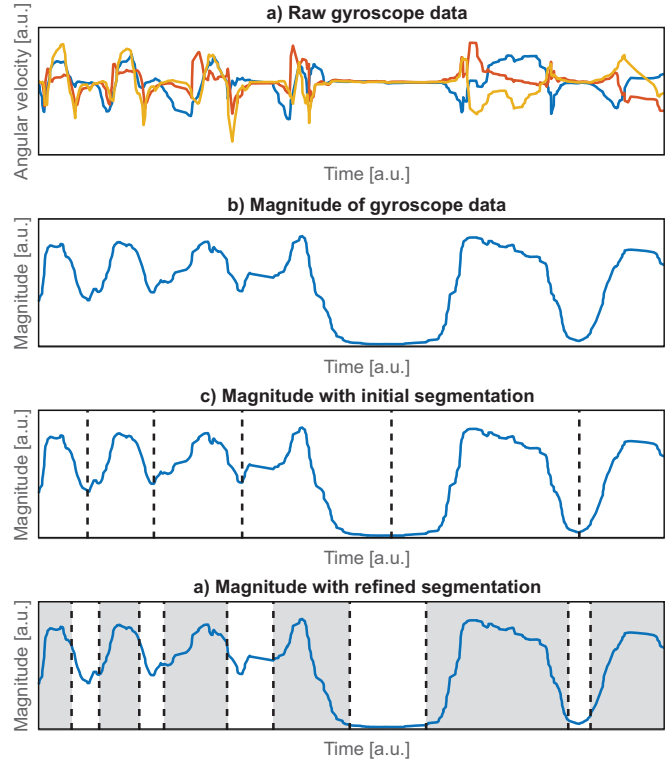 a) Raw gyroscope data
Angular velocity [a.u.]
Time [a.u.]
b) Magnitude of gyroscope data
Magnitude [a.u.]
Time [a.u.]
c) Magnitude with initial segmentation
Magnitude [a.u.]
Time [a.u.]
a) Magnitude with refined segmentation
Magnitude [a.u.]
Time [a.u.]